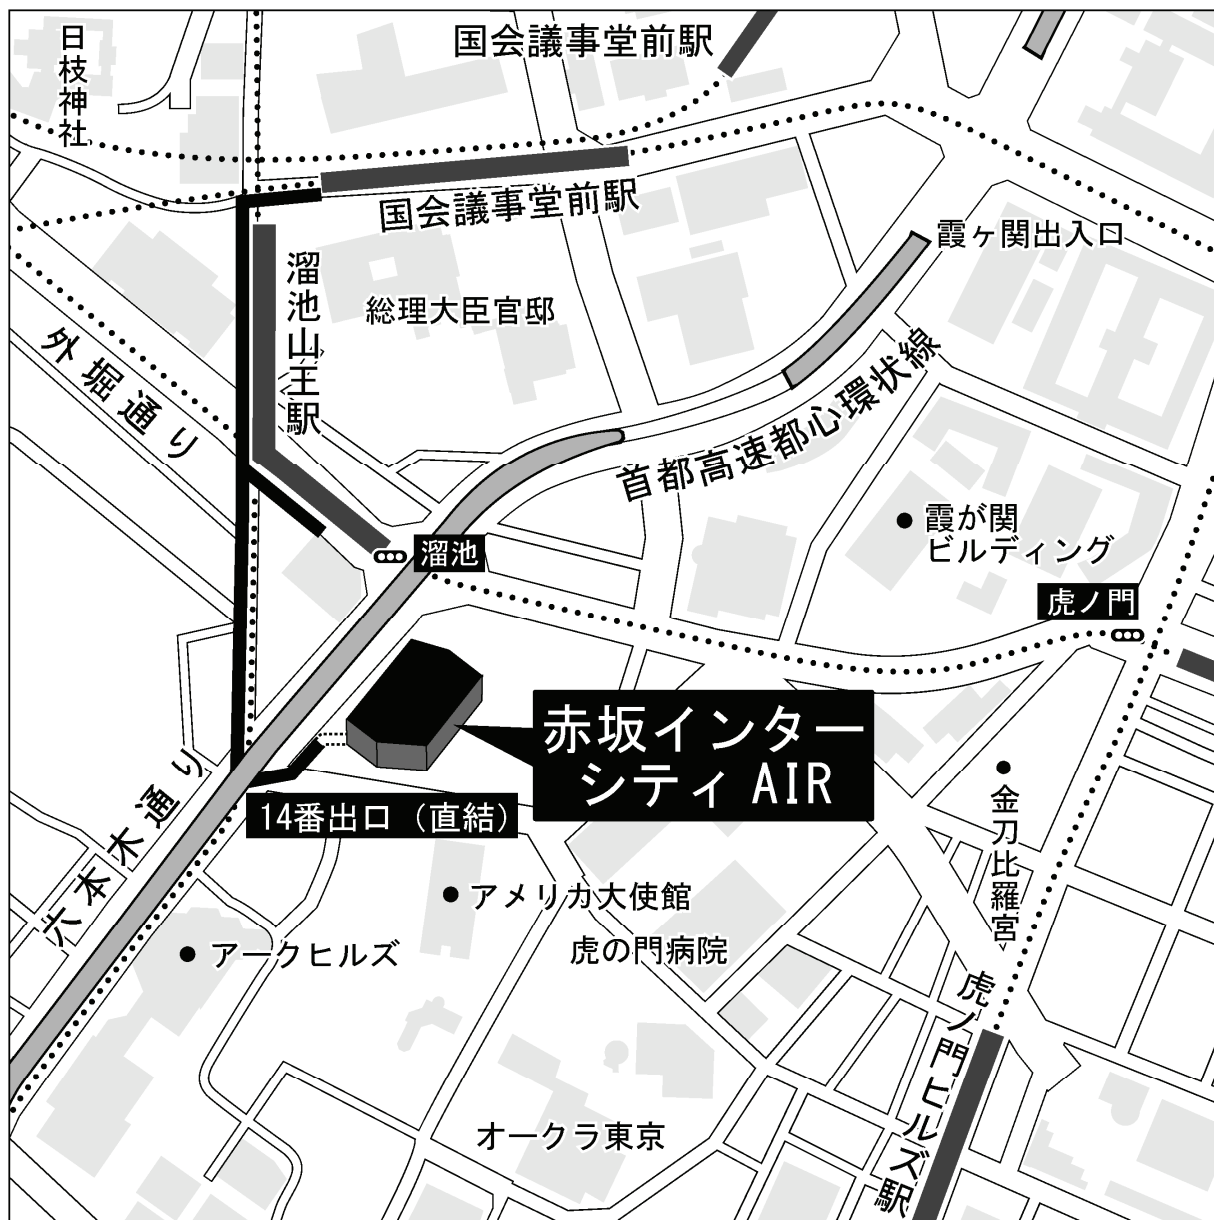 日枝神社
国会議事堂前駅
国会議事堂前駅
霞ヶ関出入口
溜池山王駅
総理大臣官邸
外堀通り
首都高速都心環状線
霞が関
ビルディング
溜池
虎ノ門
赤坂インター
シティ AIR
14番出口（直結）
六本木通り
金刀比羅宮
アメリカ大使館
虎の門病院
アークヒルズ
虎ノ門ヒルズ駅
オークラ東京